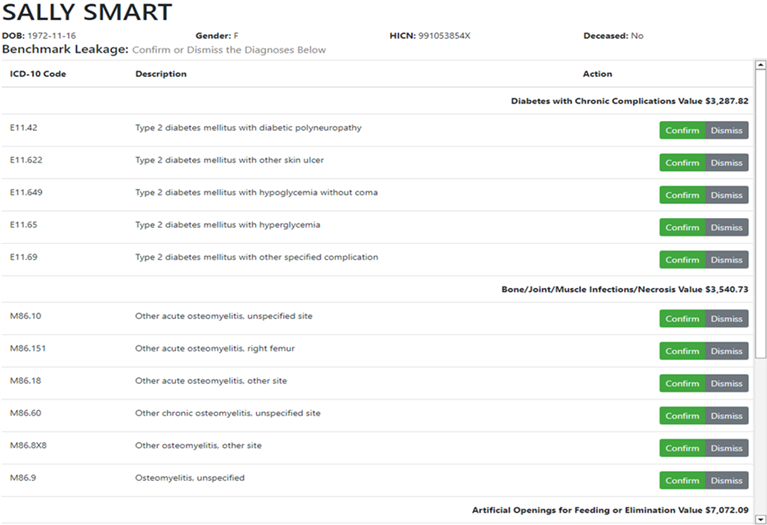 SALLY SMART
DOB: 1972-11-16 Gender: F HICN: 991053854X Deceased: No
Benchmark Leakage: Confirm or Dismiss the Diagnoses Below
ICD-10 Code Description Action
Diabetes with Chronic Complications Value $3,287.82
E11.42 Type 2 diabetes mellitus with diabetic polyneuropathy Confirm Dismiss
E11.622 Type 2 diabetes mellitus with other skin ulcer Confirm Dismiss
E11.649 Type 2 diabetes mellitus with hypoglycemia without coma Confirm Dismiss
E11.65 Type 2 diabetes mellitus with hyperglycemia Confirm Dismiss
E11.69 Type 2 diabetes mellitus with other specified complication Confirm Dismiss
Bone/Joint/Muscle Infections/Necrosis Value $3,540.73
M86.10 Other acute osteomyelitis, unspecified site Confirm Dismiss
M86.151 Other acute osteomyelitis, right femur Confirm Dismiss
M86.18 Other acute osteomyelitis, other site Confirm Dismiss
M86.60 Other chronic osteomyelitis, unspecified site Confirm Dismiss
M86.8X8 Other osteomyelitis, other site Confirm Dismiss
M86.9 Osteomyelitis, unspecified Confirm Dismiss
Artificial Openings for Feeding or Elimination Value $7,072.09